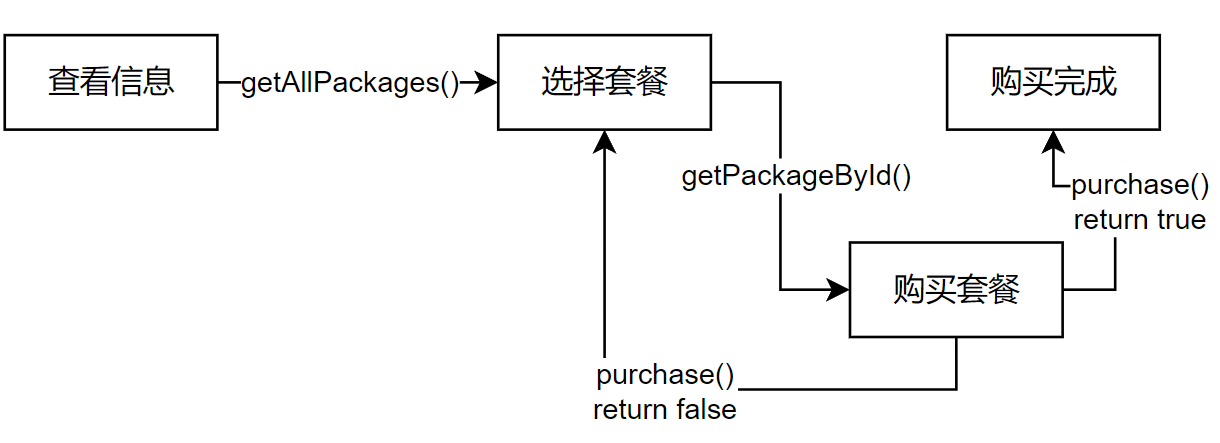 查看信息
getAllPackages()
选择套餐
购买完成
getPackageById()
purchase()
return true
购买套餐
purchase()
return false